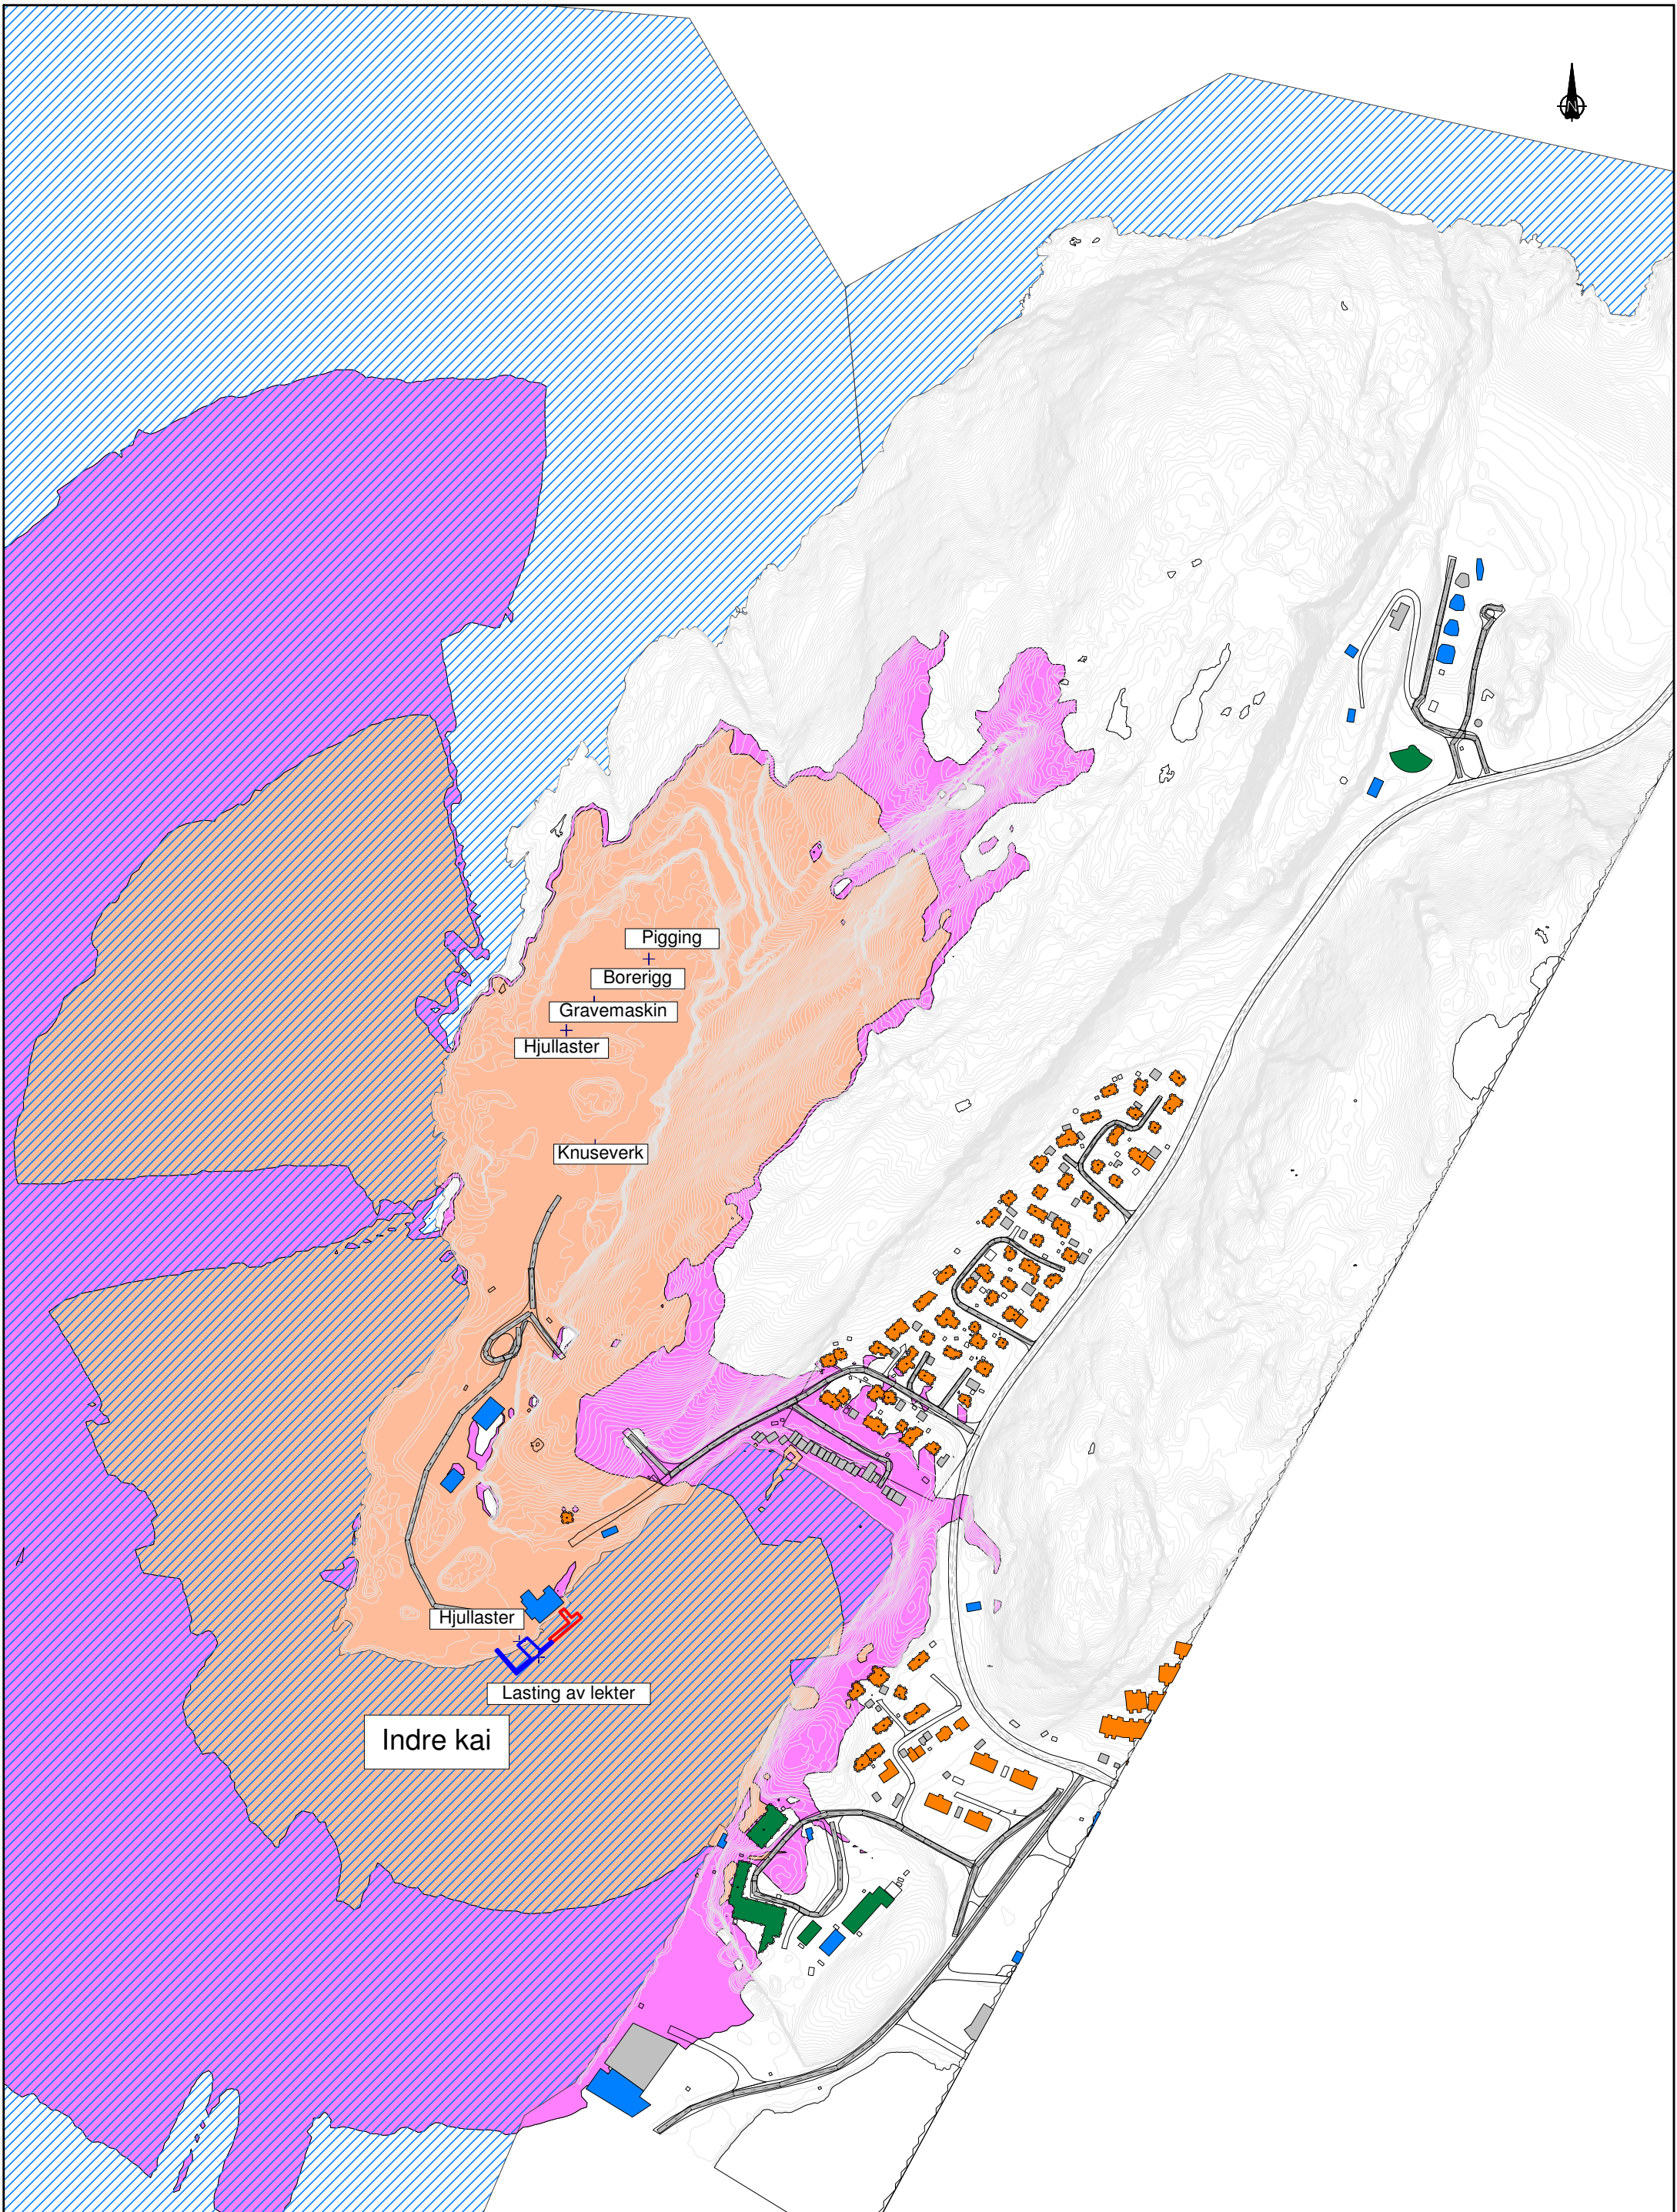 N
Pigging
Borerigg
Gravemaskin
Hjullaster
Knuseverk
Hjullaster
Lasting av lekter
Indre kai